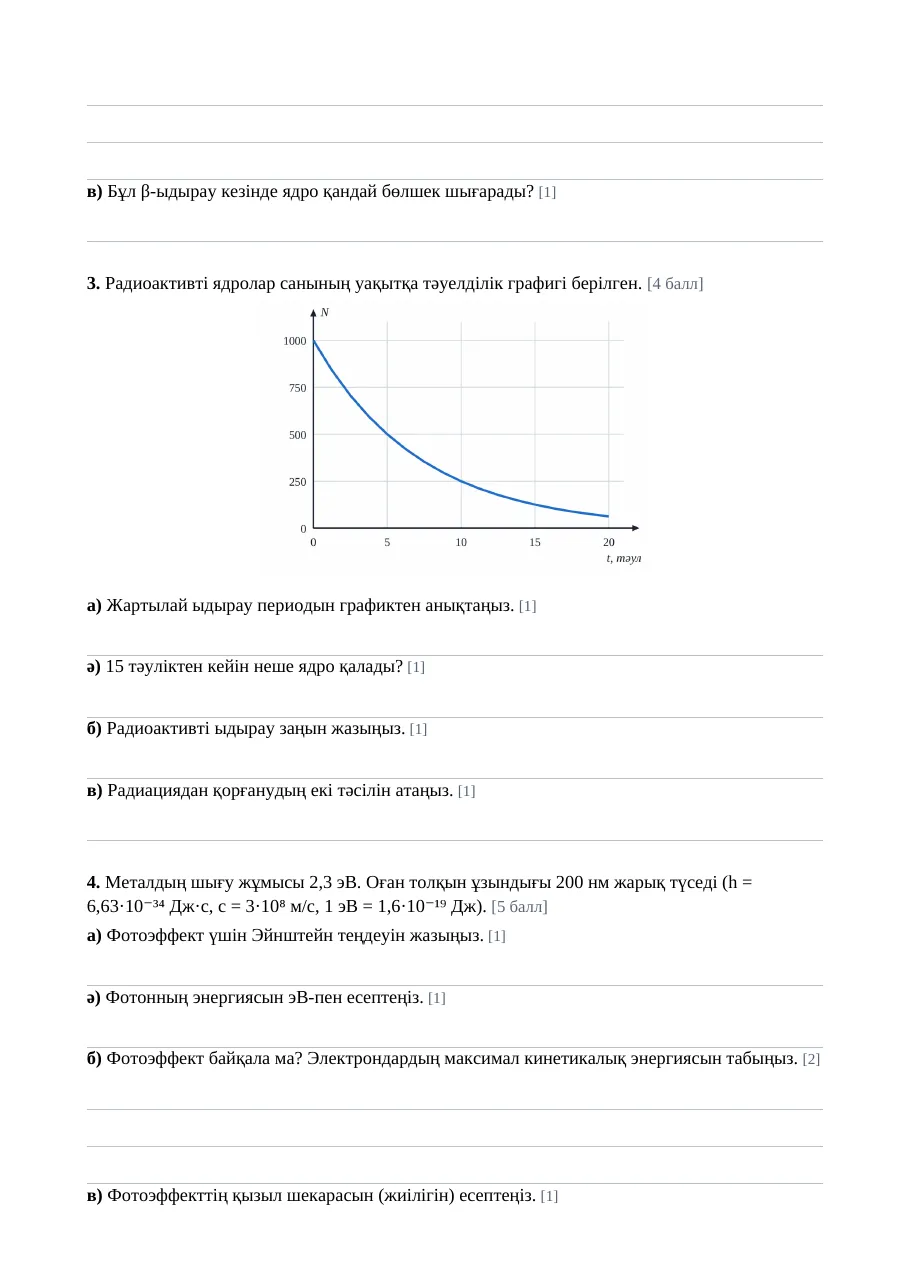 в) Бұл β-ыдырау кезінде ядро қандай бөлшек шығарады? [1]
3. Радиоактивті ядролар санының уақытқа тәуелділік графигі берілген. [4 балл]
N
1000
750
500
250
0
0 5 10 15 20
t, тәул
а) Жартылай ыдырау периодын графиктен анықтаңыз. [1]
ә) 15 тәуліктен кейін неше ядро қалады? [1]
б) Радиоактивті ыдырау заңын жазыңыз. [1]
в) Радиациядан қорғанудың екі тәсілін атаңыз. [1]
4. Металдың шығу жұмысы 2,3 эВ. Оған толқын ұзындығы 200 нм жарық түседі (h =
6,63·10⁻³⁴ Дж·с, c = 3·10⁸ м/с, 1 эВ = 1,6·10⁻¹⁹ Дж). [5 балл]
а) Фотоэффект үшін Эйнштейн теңдеуін жазыңыз. [1]
ә) Фотонның энергиясын эВ-пен есептеңіз. [1]
б) Фотоэффект байқала ма? Электрондардың максимал кинетикалық энергиясын табыңыз. [2]
в) Фотоэффекттің қызыл шекарасын (жиілігін) есептеңіз. [1]